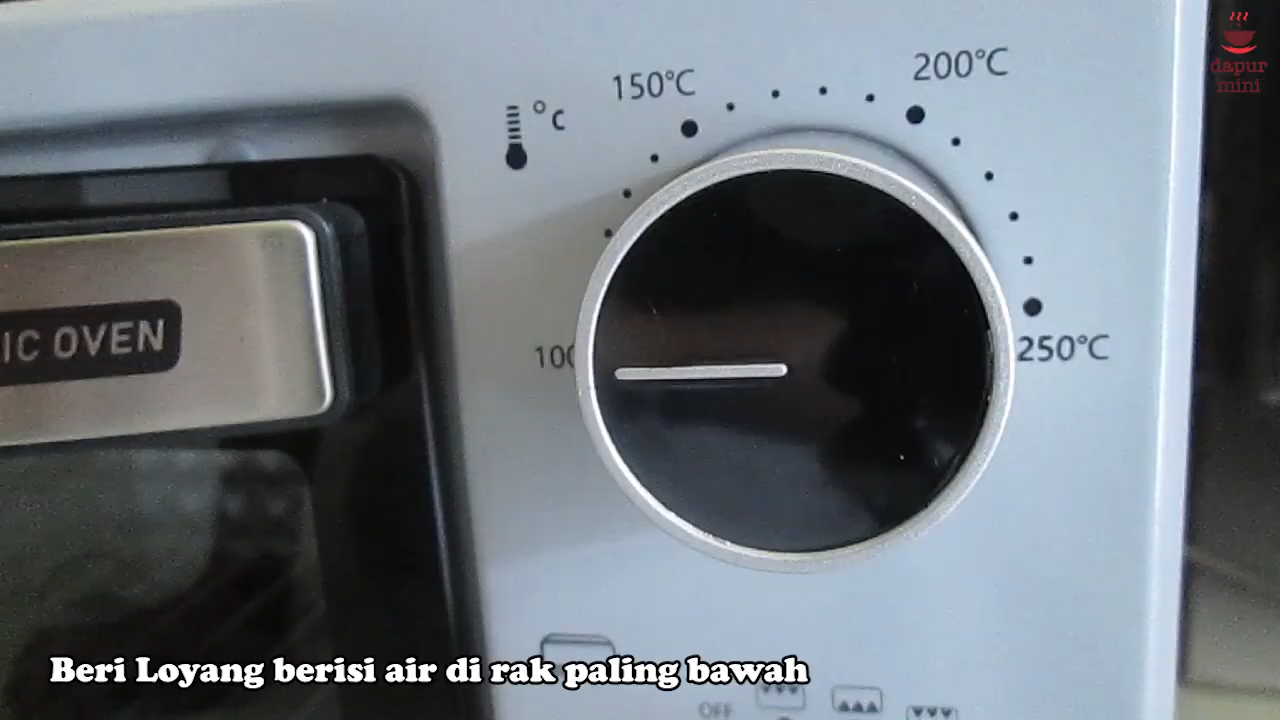 dapur
mini
200°C
150°C
°C
100
250°C
IC OVEN
Beri Loyang berisi air di rak paling bawah
OFF